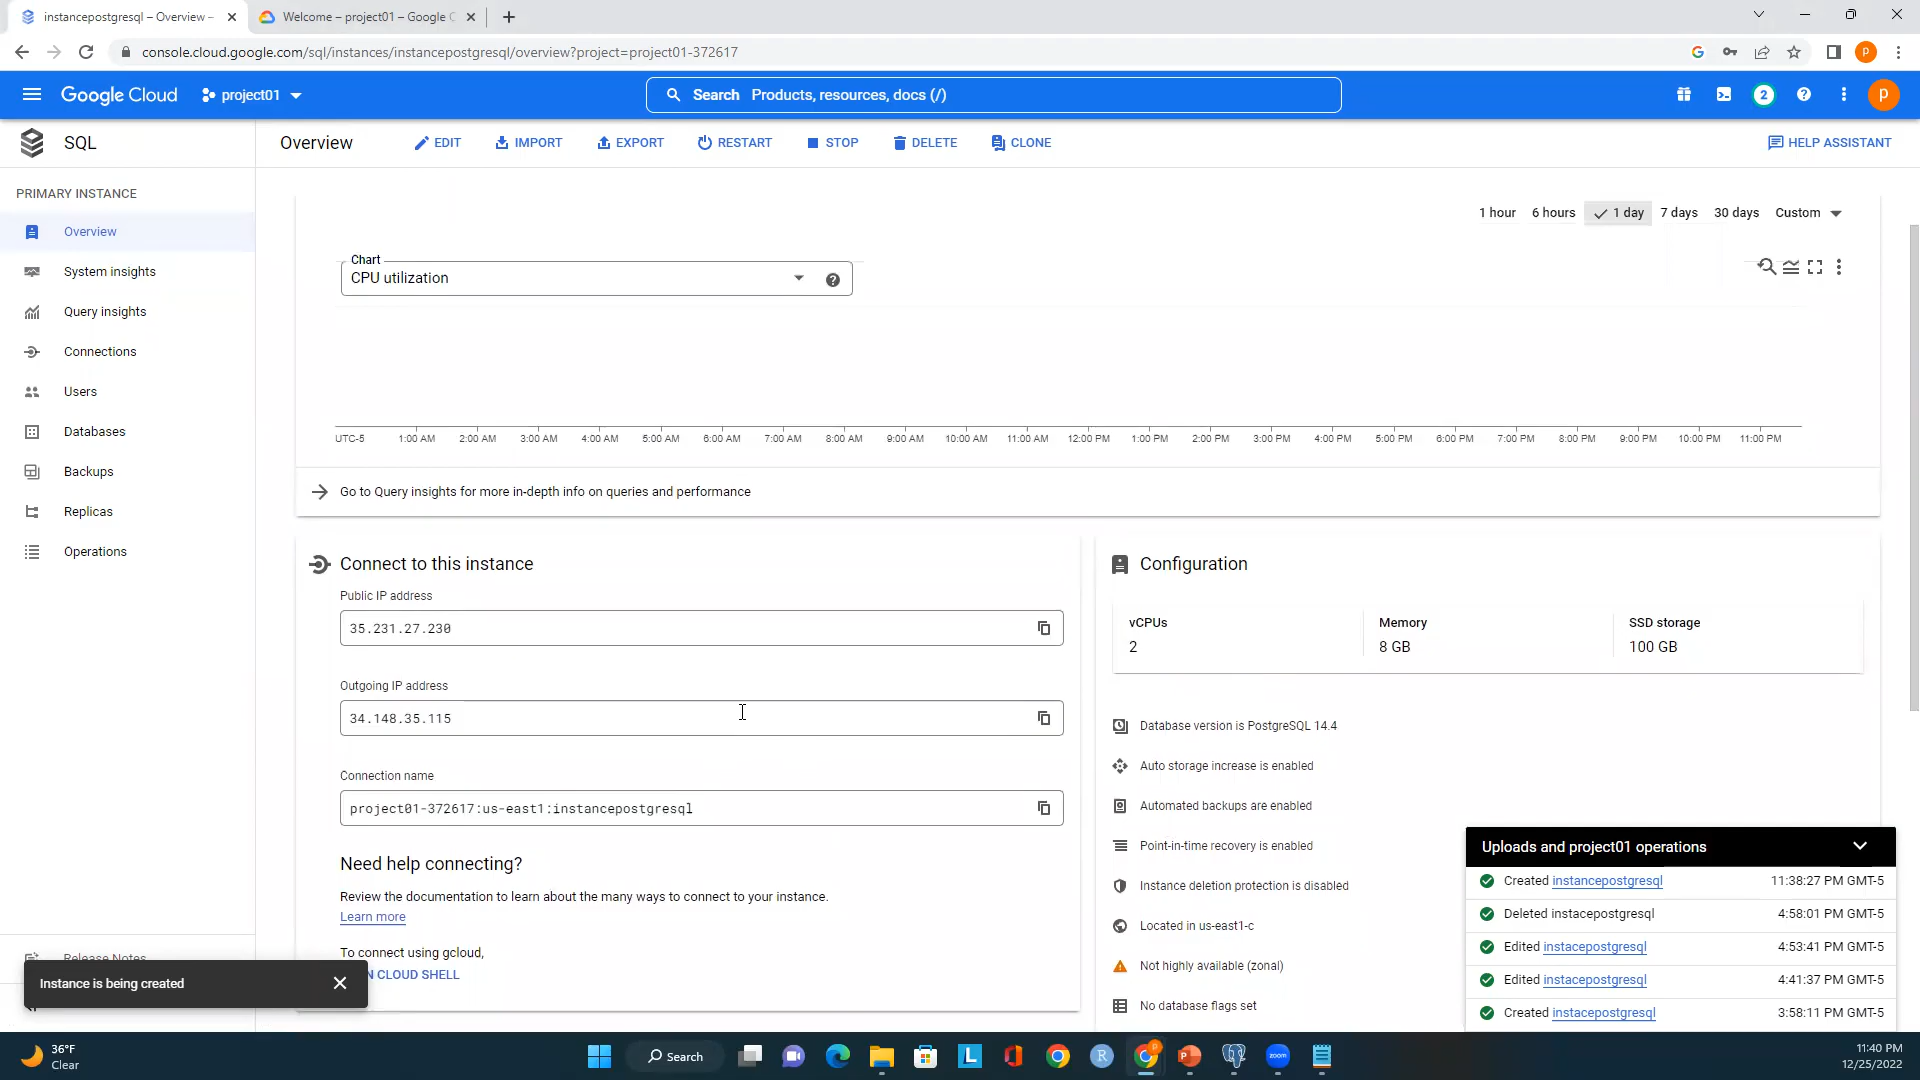 instancepostgresql – Overview –
Welcome – project01 – Google C
console.cloud.google.com/sql/instances/instancepostgresql/overview?project=project01-372617
P
Google Cloud
project01
Search Products, resources, docs (/)
2
P
SQL
Overview
EDIT
IMPORT
EXPORT
RESTART
STOP
DELETE
CLONE
HELP ASSISTANT
PRIMARY INSTANCE
Overview
System insights
Query insights
Connections
Users
Databases
Backups
Replicas
Operations
Release Notes
1 hour 6 hours 1 day 7 days 30 days Custom
Chart
CPU utilization
UTC-5 1:00 AM 2:00 AM 3:00 AM 4:00 AM 5:00 AM 6:00 AM 7:00 AM 8:00 AM 9:00 AM 10:00 AM 11:00 AM 12:00 PM 1:00 PM 2:00 PM 3:00 PM 4:00 PM 5:00 PM 6:00 PM 7:00 PM 8:00 PM 9:00 PM 10:00 PM 11:00 PM
Go to Query insights for more in-depth info on queries and performance
Connect to this instance
Public IP address
35.231.27.230
Outgoing IP address
34.148.35.115
Connection name
project01-372617:us-east1:instancepostgresql
Need help connecting?
Review the documentation to learn about the many ways to connect to your instance.
Learn more
To connect using gcloud,
N CLOUD SHELL
Configuration
vCPUs
2
Memory
8 GB
SSD storage
100 GB
Database version is PostgreSQL 14.4
Auto storage increase is enabled
Automated backups are enabled
Point-in-time recovery is enabled
Instance deletion protection is disabled
Located in us-east1-c
Not highly available (zonal)
No database flags set
Uploads and project01 operations
Created instancepostgresql 11:38:27 PM GMT-5
Deleted instacepostgresql 4:58:01 PM GMT-5
Edited instacepostgresql 4:53:41 PM GMT-5
Edited instacepostgresql 4:41:37 PM GMT-5
Created instacepostgresql 3:58:11 PM GMT-5
Instance is being created
36°F
Clear
Search
L
R
P
zoom
11:40 PM
12/25/2022